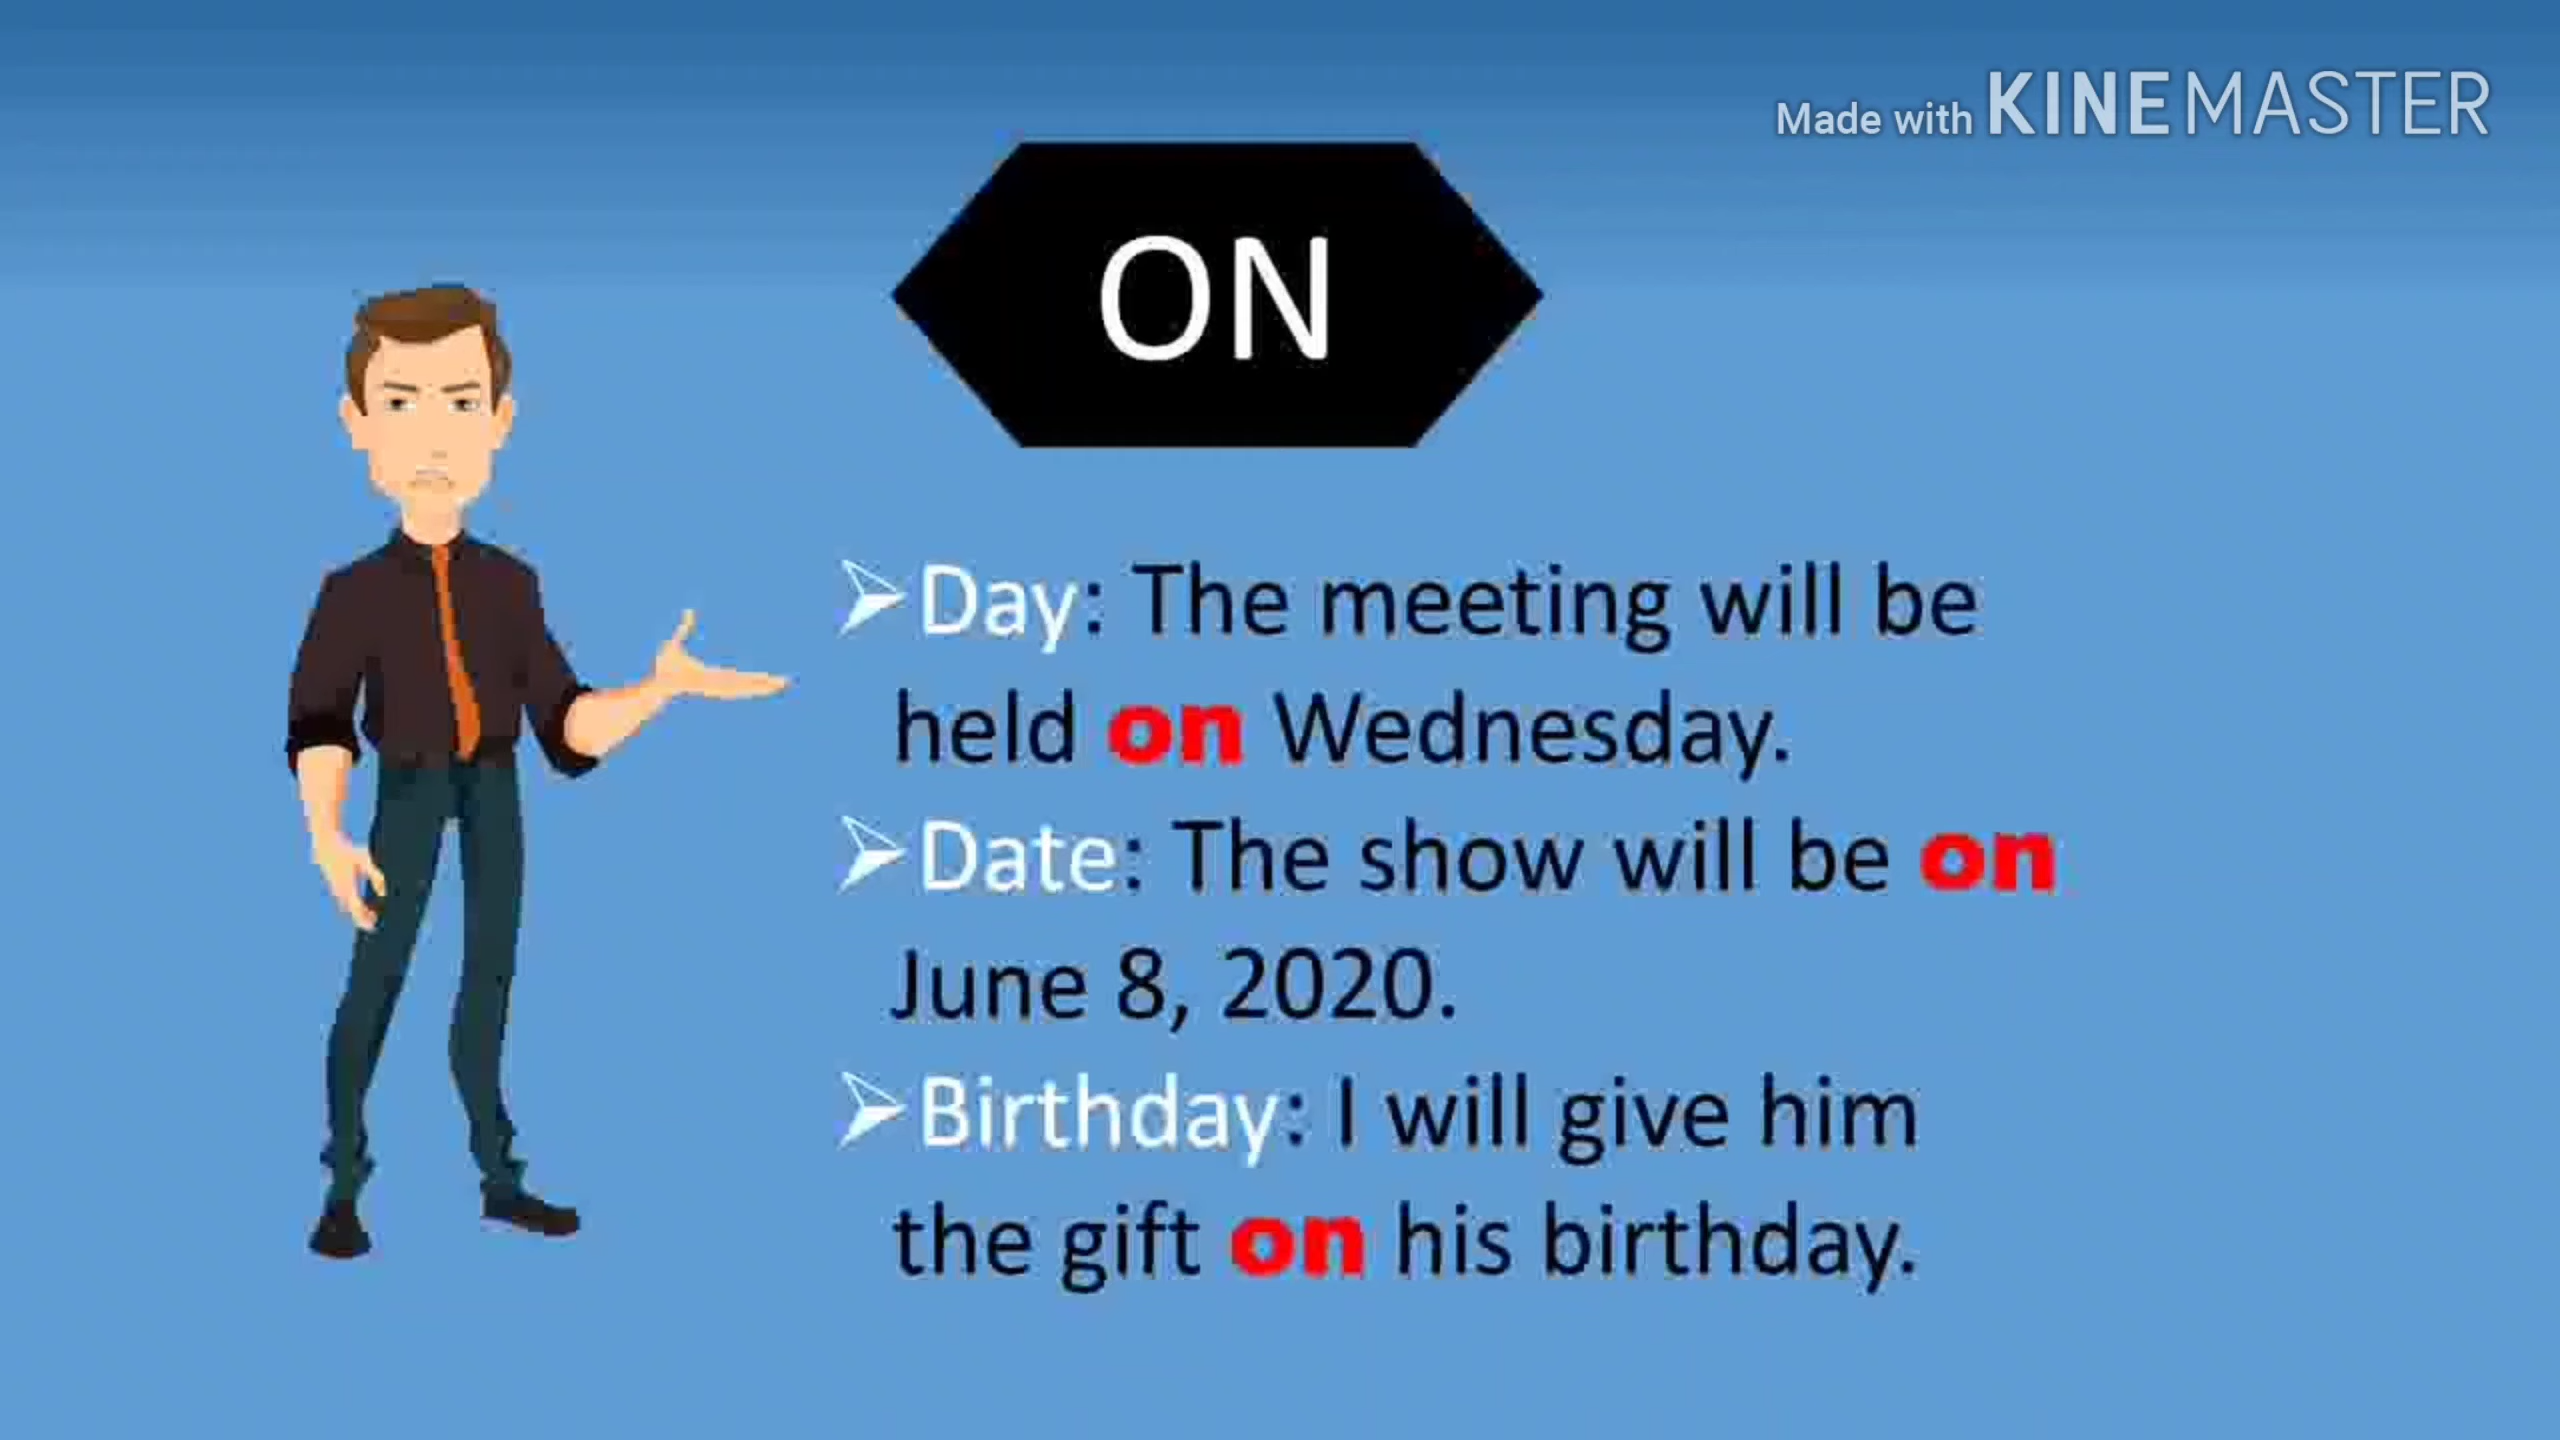 Made with KINEMASTER
ON
Day: The meeting will be
held on Wednesday.
Date: The show will be on
June 8, 2020.
Birthday: I will give him
the gift on his birthday.